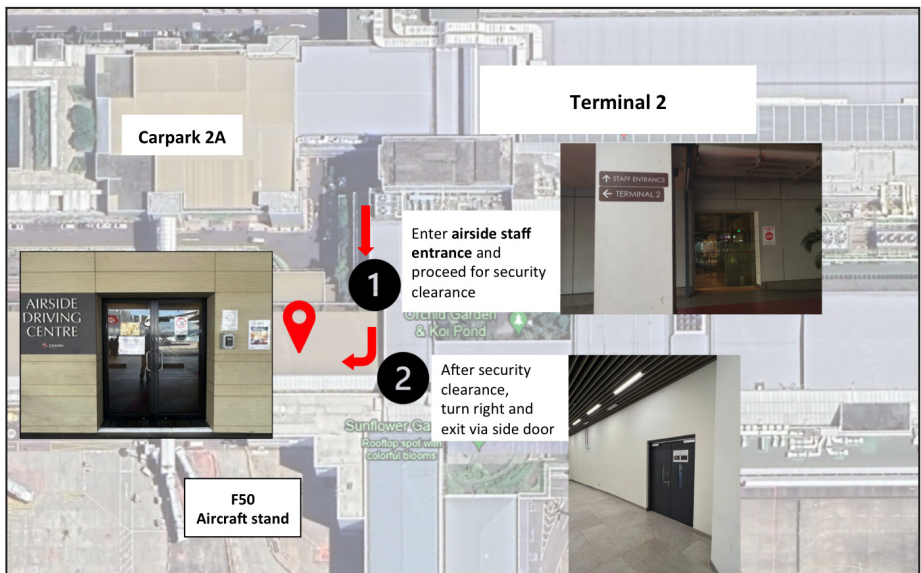 Terminal 2
Carpark 2A
↑ STAFF ENTRANCE
← TERMINAL 2
1
Enter airside staff
entrance and
proceed for security
clearance
AIRSIDE
DRIVING
CENTRE
Orchid Garden
& Koi Pond
2
After security
clearance,
turn right and
exit via side door
Sunflower Ga
Rooftop spot with
colorful blooms
F50
Aircraft stand